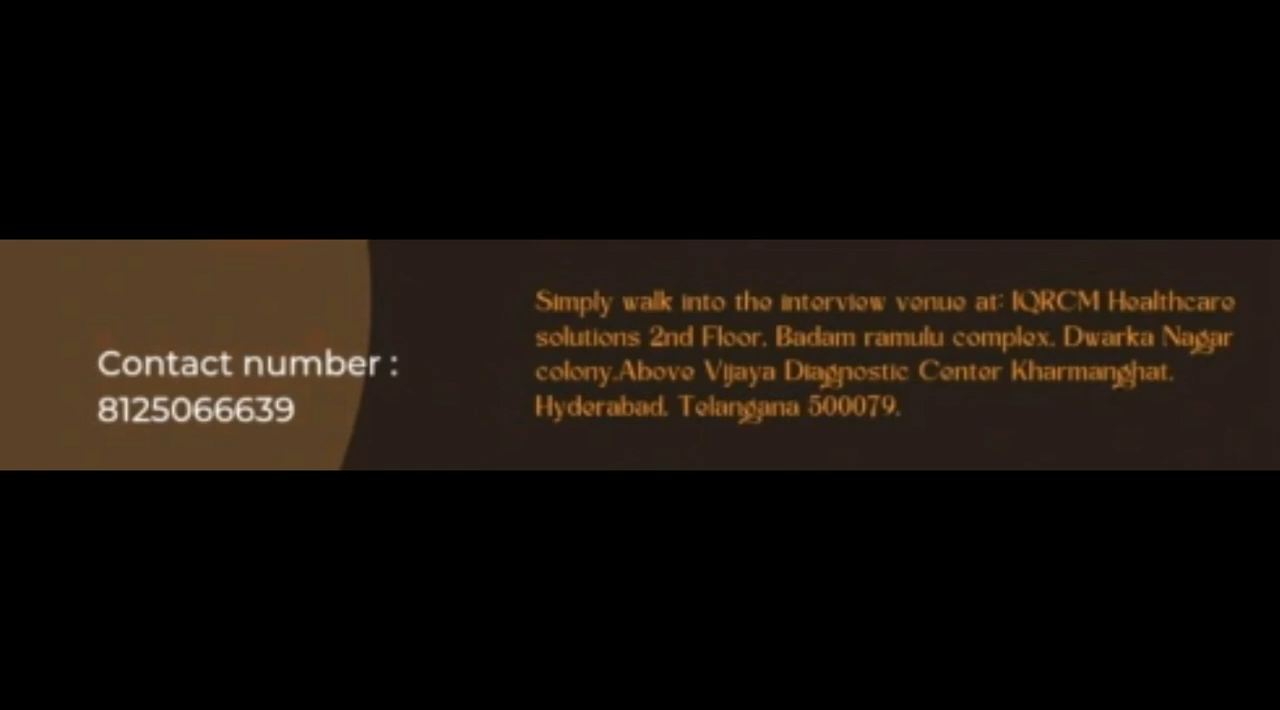 Contact number :
8125066639
Simply walk into the interview venue at: IQRCM Healthcare
solutions 2nd Floor, Badam ramulu complex, Dwarka Nagar
colony,Above Vijaya Diagnostic Center Kharmanghat,
Hyderabad, Telangana 500079.